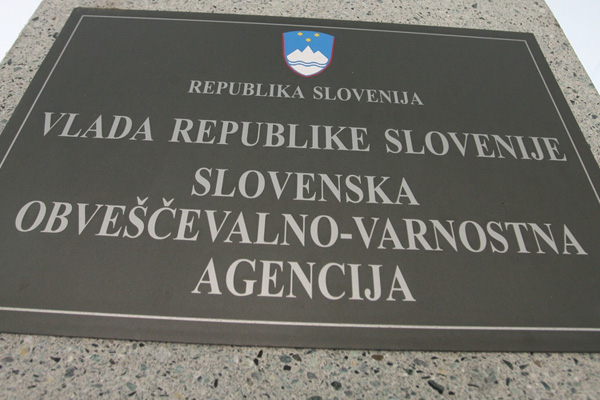 REPUBLIKA SLOVENIJA
VLADA REPUBLIKE SLOVENIJE
SLOVENSKA
OBVEŠČEVALNO-VARNOSTNA
AGENCIJA